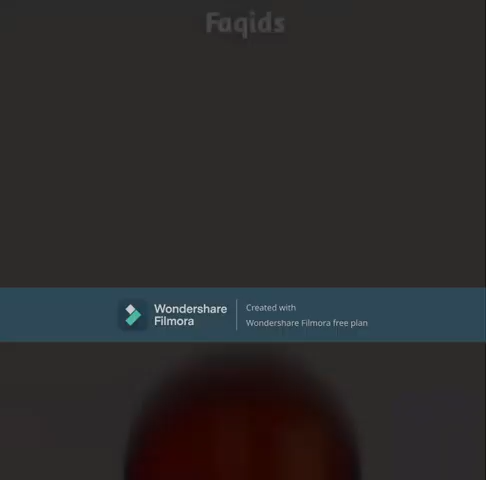 Faqids
Wondershare
Filmora
Created with
Wondershare Filmora free plan